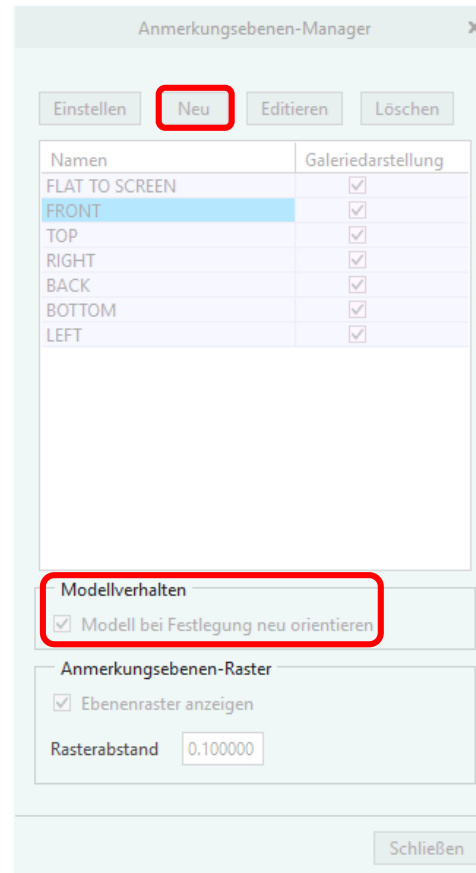 Anmerkungsebenen-Manager
Einstellen Neu Editieren Löschen
Namen Galeriedarstellung
FLAT TO SCREEN
FRONT
TOP
RIGHT
BACK
BOTTOM
LEFT
Modellverhalten
Modell bei Festlegung neu orientieren
Anmerkungsebenen-Raster
Ebenenraster anzeigen
Rasterabstand 0.100000
Schließen